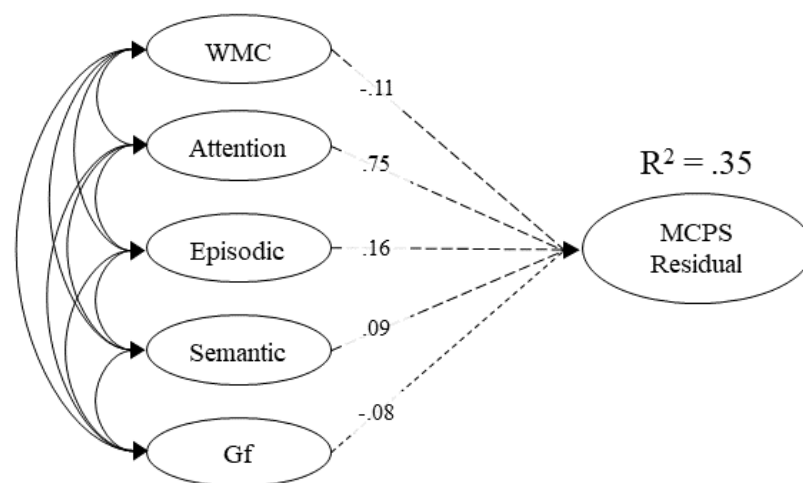 WMC
-.11
Attention
.75
R² = .35
Episodic
.16
MCPS
Residual
Semantic
.09
Gf
-.08